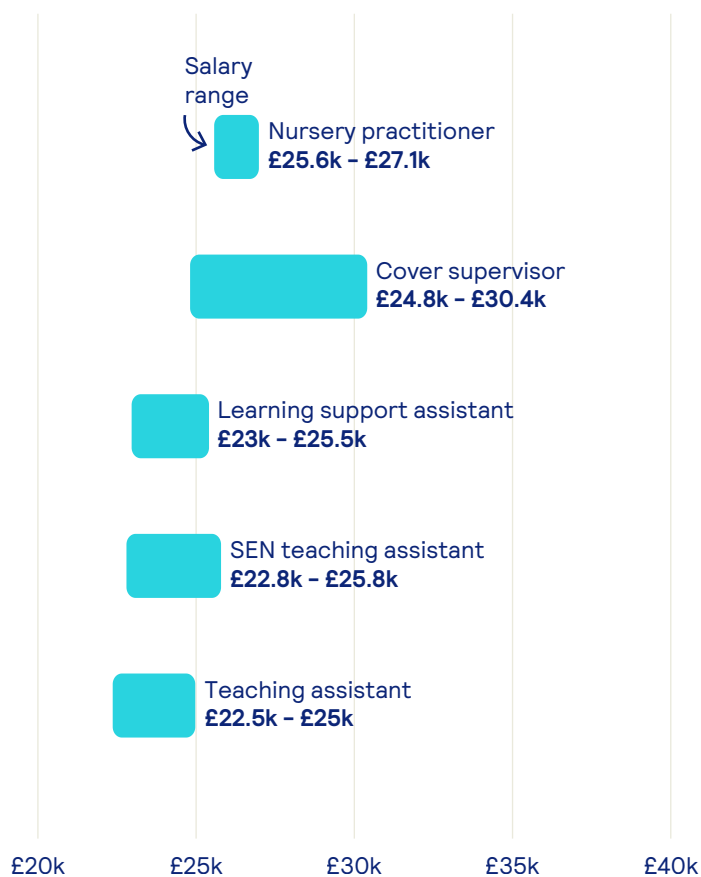 Salary
range
Nursery practitioner
£25.6k – £27.1k
Cover supervisor
£24.8k – £30.4k
Learning support assistant
£23k – £25.5k
SEN teaching assistant
£22.8k – £25.8k
Teaching assistant
£22.5k – £25k
£20k £25k £30k £35k £40k